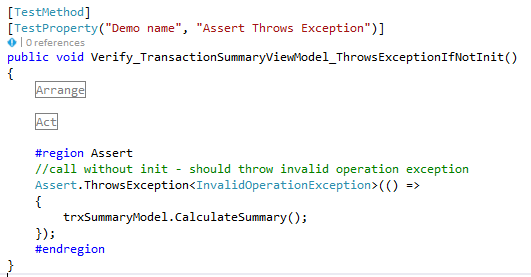 [TestMethod]
[TestProperty("Demo name", "Assert Throws Exception")]
| 0 references
public void Verify_TransactionSummaryViewModel_ThrowsExceptionIfNotInit()
{
Arrange
Act
#region Assert
//call without init - should throw invalid operation exception
Assert.ThrowsException<InvalidOperationException>(() =>
{
trxSummaryModel.CalculateSummary();
});
#endregion
}